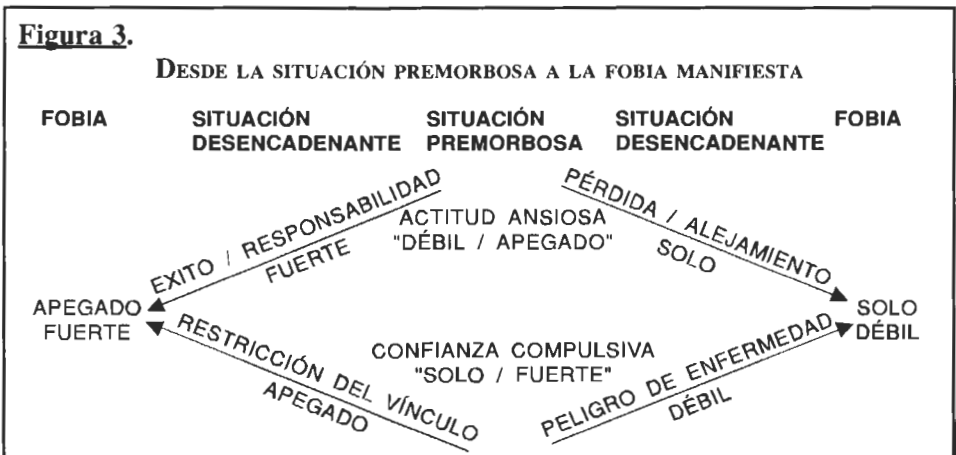 Figura 3.
DESDE LA SITUACIÓN PREMORBOSA A LA FOBIA MANIFIESTA
FOBIA SITUACIÓN SITUACIÓN SITUACIÓN FOBIA
DESENCADENANTE PREMORBOSA DESENCADENANTE
EXITO / RESPONSABILIDAD
FUERTE
ACTITUD ANSIOSA
"DÉBIL / APEGADO"
PÉRDIDA / ALEJAMIENTO
SOLO
APEGADO
FUERTE
SOLO
DÉBIL
RESTRICCIÓN DEL VÍNCULO
APEGADO
CONFIANZA COMPULSIVA
"SOLO / FUERTE"
PELIGRO DE ENFERMEDAD
DÉBIL